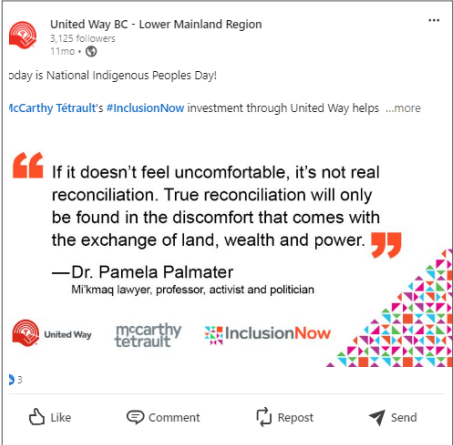 United Way BC - Lower Mainland Region
3,125 followers
11mo •
oday is National Indigenous Peoples Day!
McCarthy Tétrault's #InclusionNow investment through United Way helps ...more
“ If it doesn't feel uncomfortable, it's not real
reconciliation. True reconciliation will only
be found in the discomfort that comes with
the exchange of land, wealth and power. ”
—Dr. Pamela Palmater
Mi'kmaq lawyer, professor, activist and politician
United Way mccarthy tetrault InclusionNow
3
Like Comment Repost Send